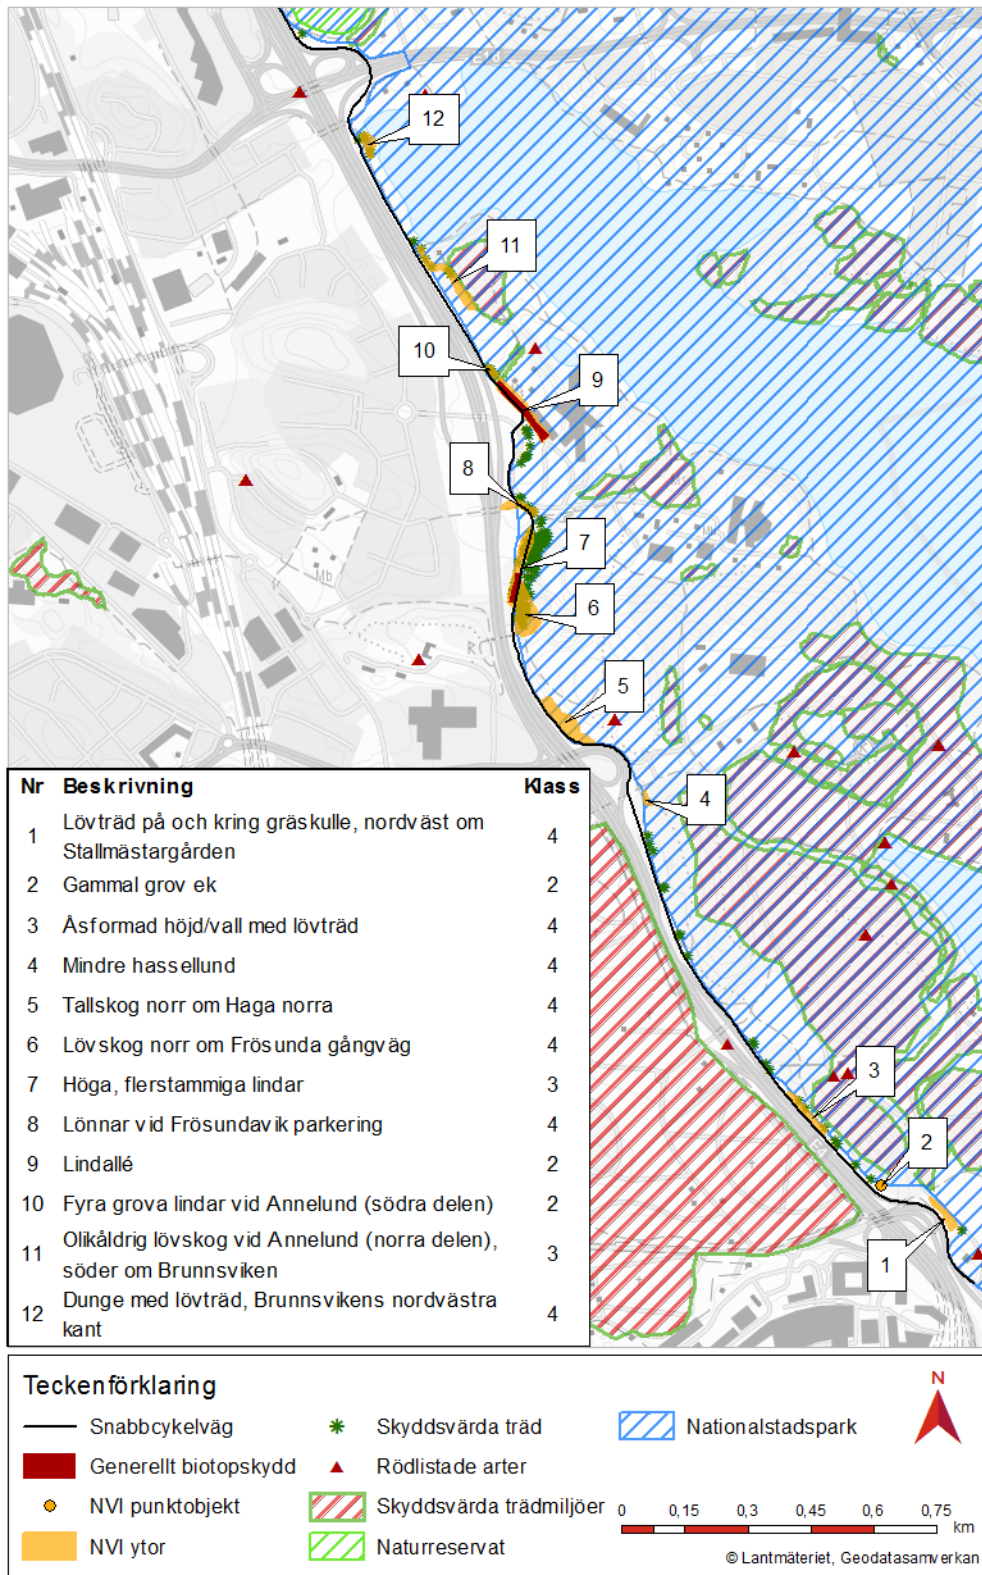 E18
12
11
10
9
8
7
Mb
Mb
6
R
5
4
3
E4
2
1
Nr Beskrivning Klass
1 Lövträd på och kring gräskulle, nordväst om Stallmästargården 4
2 Gammal grov ek 2
3 Åsformad höjd/vall med lövträd 4
4 Mindre hassellund 4
5 Tallskog norr om Haga norra 4
6 Lövskog norr om Frösunda gångväg 4
7 Höga, flerstammiga lindar 3
8 Lönnar vid Frösundavik parkering 4
9 Lindallé 2
10 Fyra grova lindar vid Annelund (södra delen) 2
11 Olikåldrig lövskog vid Annelund (norra delen), söder om Brunnsviken 3
12 Dunge med lövträd, Brunnsvikens nordvästra kant 4
Teckenförklaring
Snabbcykelväg
Generellt biotopskydd
NVI punktobjekt
NVI ytor
Skyddsvärda träd
Rödlistade arter
Skyddsvärda trädmiljöer
Naturreservat
Nationalstadspark
N
0 0,15 0,3 0,45 0,6 0,75
km
© Lantmäteriet, Geodatasamverkan